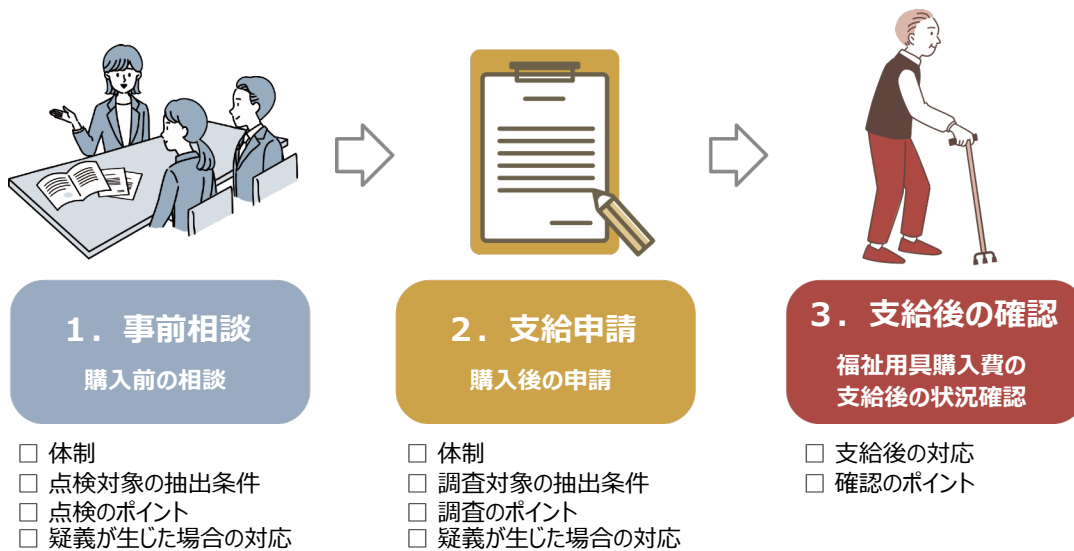 1．事前相談
購入前の相談
□ 体制
□ 点検対象の抽出条件
□ 点検のポイント
□ 疑義が生じた場合の対応
2．支給申請
購入後の申請
□ 体制
□ 調査対象の抽出条件
□ 調査のポイント
□ 疑義が生じた場合の対応
3．支給後の確認
福祉用具購入費の
支給後の状況確認
□ 支給後の対応
□ 確認のポイント